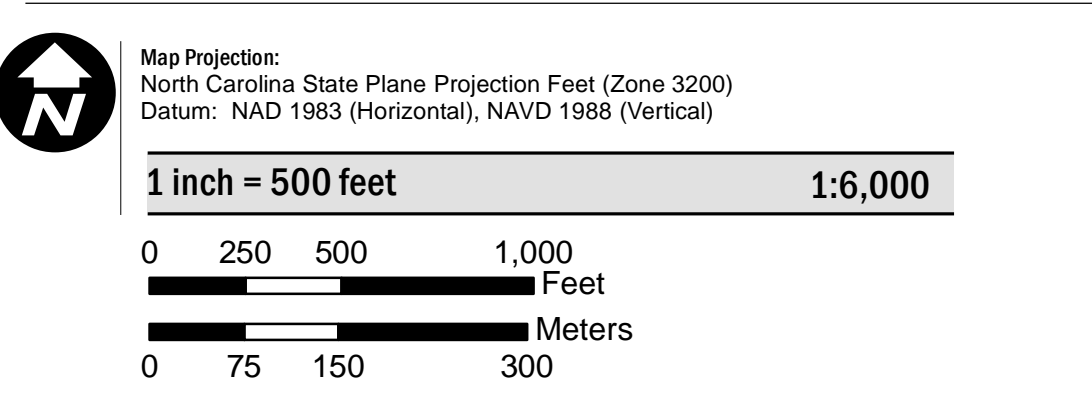 N
Map Projection:
North Carolina State Plane Projection Feet (Zone 3200)
Datum: NAD 1983 (Horizontal), NAVD 1988 (Vertical)
1 inch = 500 feet 1:6,000
0 250 500 1,000
Feet
Meters
0 75 150 300